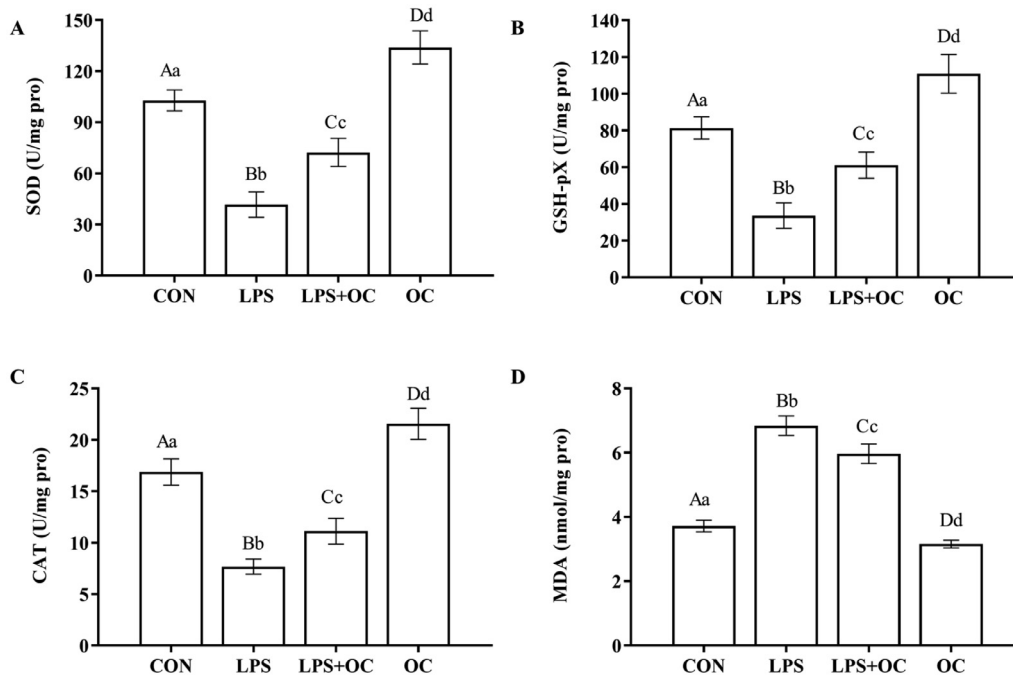 A
SOD (U/mg pro)
150
120
90
60
30
0
Aa
Bb
Cc
Dd
CON LPS LPS+OC OC
B
GSH-pX (U/mg pro)
140
120
100
80
60
40
20
0
Aa
Bb
Cc
Dd
CON LPS LPS+OC OC
C
CAT (U/mg pro)
25
20
15
10
5
0
Aa
Bb
Cc
Dd
CON LPS LPS+OC OC
D
MDA (nmol/mg pro)
8
6
4
2
0
Aa
Bb
Cc
Dd
CON LPS LPS+OC OC